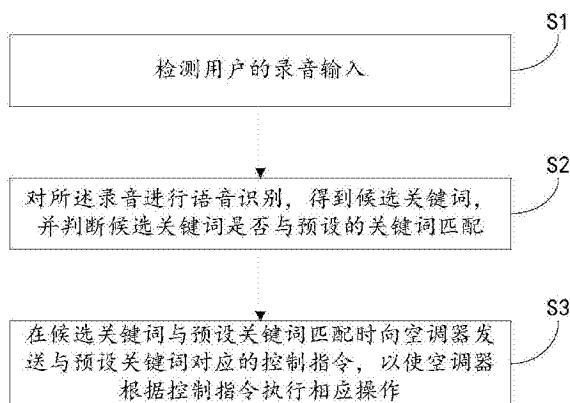 S1
检测用户的录音输入
S2
对所述录音进行语音识别，得到候选关键词，
并判断候选关键词是否与预设的关键词匹配
S3
在候选关键词与预设关键词匹配时向空调器发
送与预设关键词对应的控制指令，以使空调器
根据控制指令执行相应操作